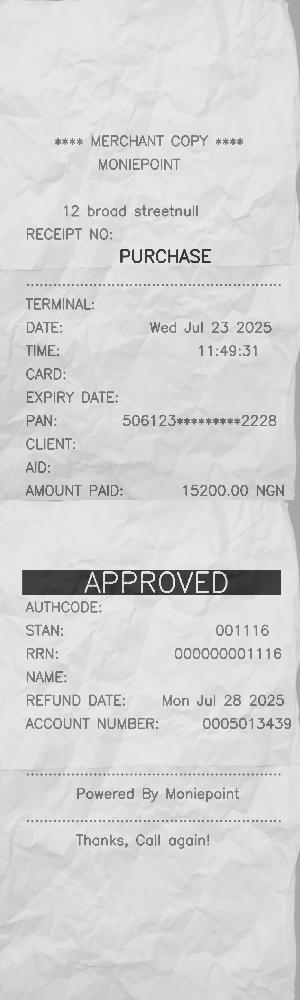 **** MERCHANT COPY ****
MONIEPOINT
12 broad streetnull
RECEIPT NO:
PURCHASE
TERMINAL:
DATE: Wed Jul 23 2025
TIME: 11:49:31
CARD:
EXPIRY DATE:
PAN: 506123*********2228
CLIENT:
AID:
AMOUNT PAID: 15200.00 NGN
APPROVED
AUTHCODE:
STAN: 001116
RRN: 000000001116
NAME:
REFUND DATE: Mon Jul 28 2025
ACCOUNT NUMBER: 0005013439
Powered By Moniepoint
Thanks, Call again!